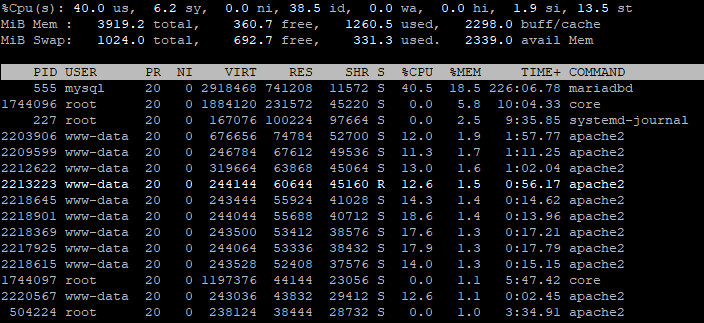 %Cpu(s): 40.0 us,  6.2 sy,  0.0 ni, 38.5 id,  0.0 wa,  0.0 hi,  1.9 si, 13.5 st
MiB Mem :   3919.2 total,    360.7 free,   1260.5 used,   2298.0 buff/cache
MiB Swap:   1024.0 total,    692.7 free,    331.3 used.   2339.0 avail Mem
    PID USER      PR  NI    VIRT    RES    SHR S  %CPU  %MEM     TIME+ COMMAND
    555 mysql     20   0 2918468 741208  11572 S  40.5  18.5 226:06.78 mariadbd
1744096 root      20   0 1884120 231572  45220 S   0.0   5.8  10:04.33 core
    227 root      20   0  167076 100224  97664 S   0.0   2.5   9:35.85 systemd-journal
2203906 www-data  20   0  676656  74784  52700 S  12.0   1.9   1:57.77 apache2
2209599 www-data  20   0  246784  67612  49536 S  11.3   1.7   1:11.25 apache2
2212622 www-data  20   0  319664  63868  45064 S  13.0   1.6   1:02.04 apache2
2213223 www-data  20   0  244144  60644  45160 R  12.6   1.5   0:56.17 apache2
2218645 www-data  20   0  243444  55924  41028 S  14.3   1.4   0:14.62 apache2
2218901 www-data  20   0  244044  55688  40712 S  18.6   1.4   0:13.96 apache2
2218369 www-data  20   0  243500  53412  38576 S  17.6   1.3   0:17.21 apache2
2217925 www-data  20   0  244064  53336  38432 S  17.9   1.3   0:17.79 apache2
2218615 www-data  20   0  243528  52408  37576 S  14.0   1.3   0:15.15 apache2
1744097 root      20   0 1197376  44144  23056 S   0.0   1.1   5:47.42 core
2220567 www-data  20   0  243036  43832  29412 S  12.6   1.1   0:02.45 apache2
 504224 root      20   0  238124  38444  28732 S   0.0   1.0   3:34.91 apache2